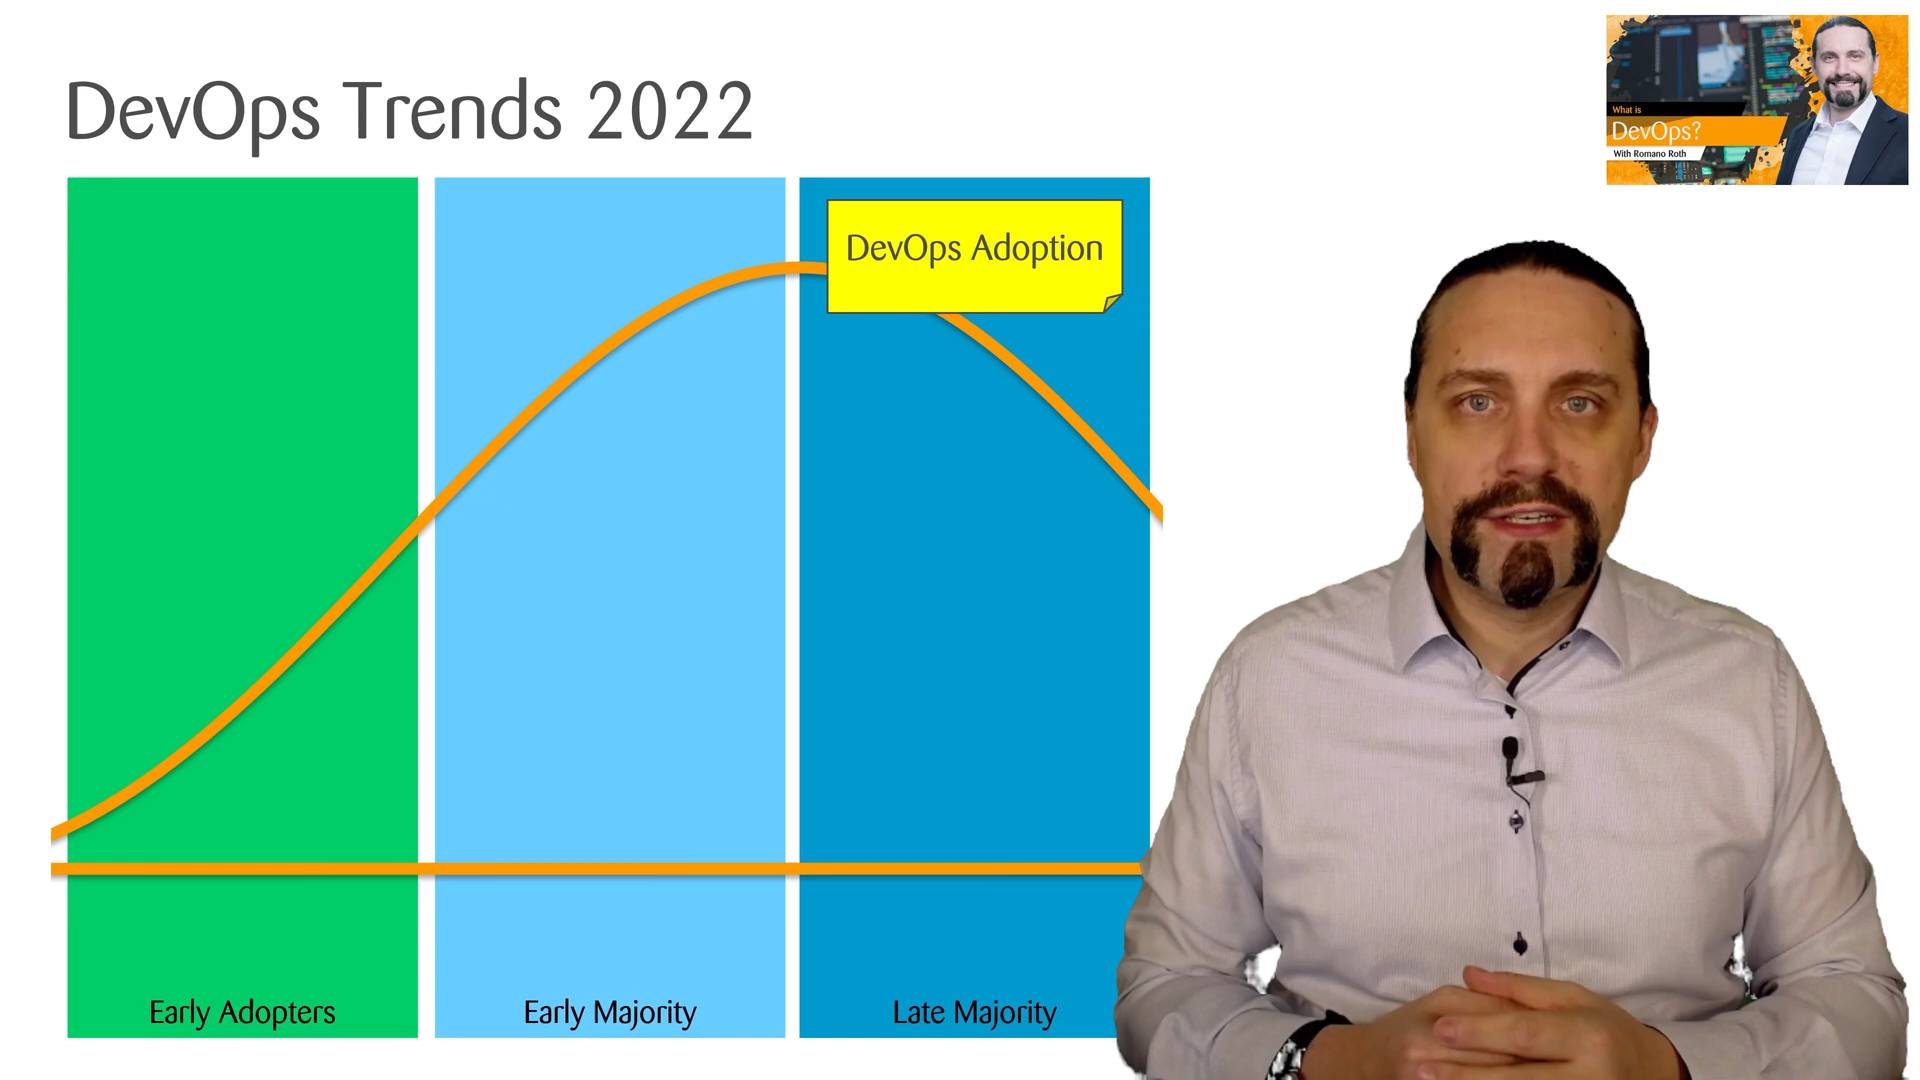 DevOps Trends 2022
What is
DevOps?
With Romano Roth
DevOps Adoption
Early Adopters
Early Majority
Late Majority